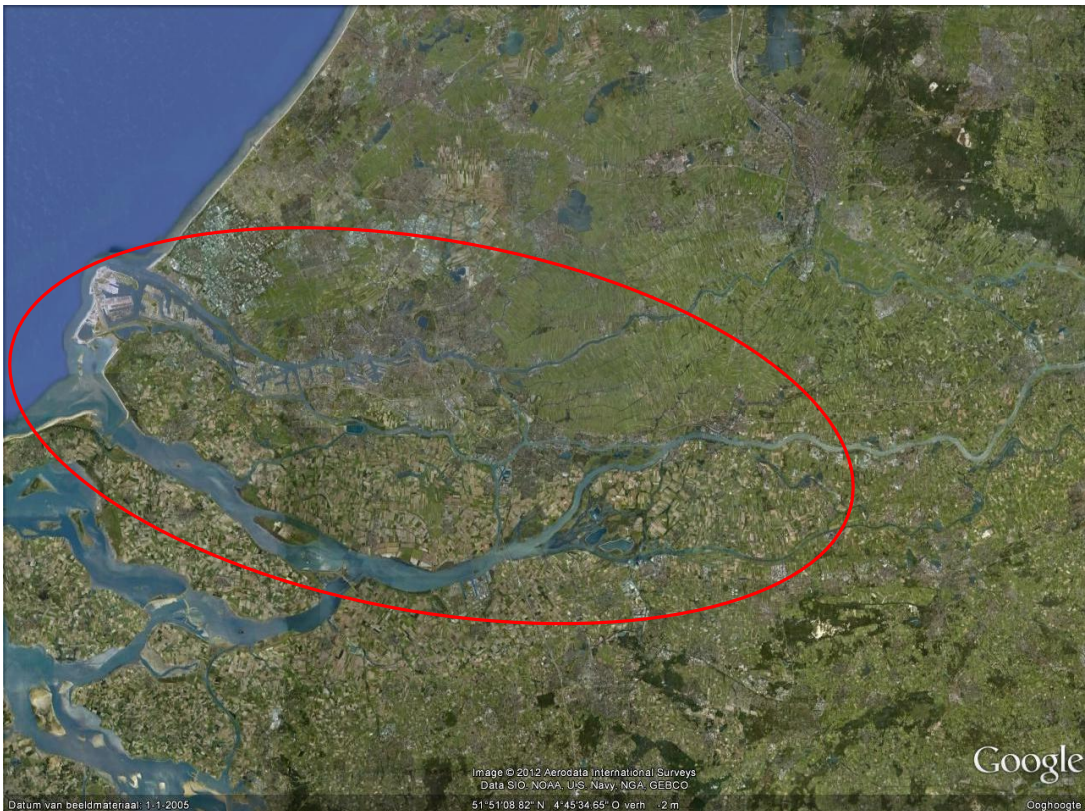 Google
Image © 2012 Aerodata International Surveys
Data SIO, NOAA, U.S. Navy, NGA, GEBCO
Datum van beeldmateriaal: 1-1-2005
51°51'08.82" N 4°45'34.65" O verh -2 m
Ooghoogte